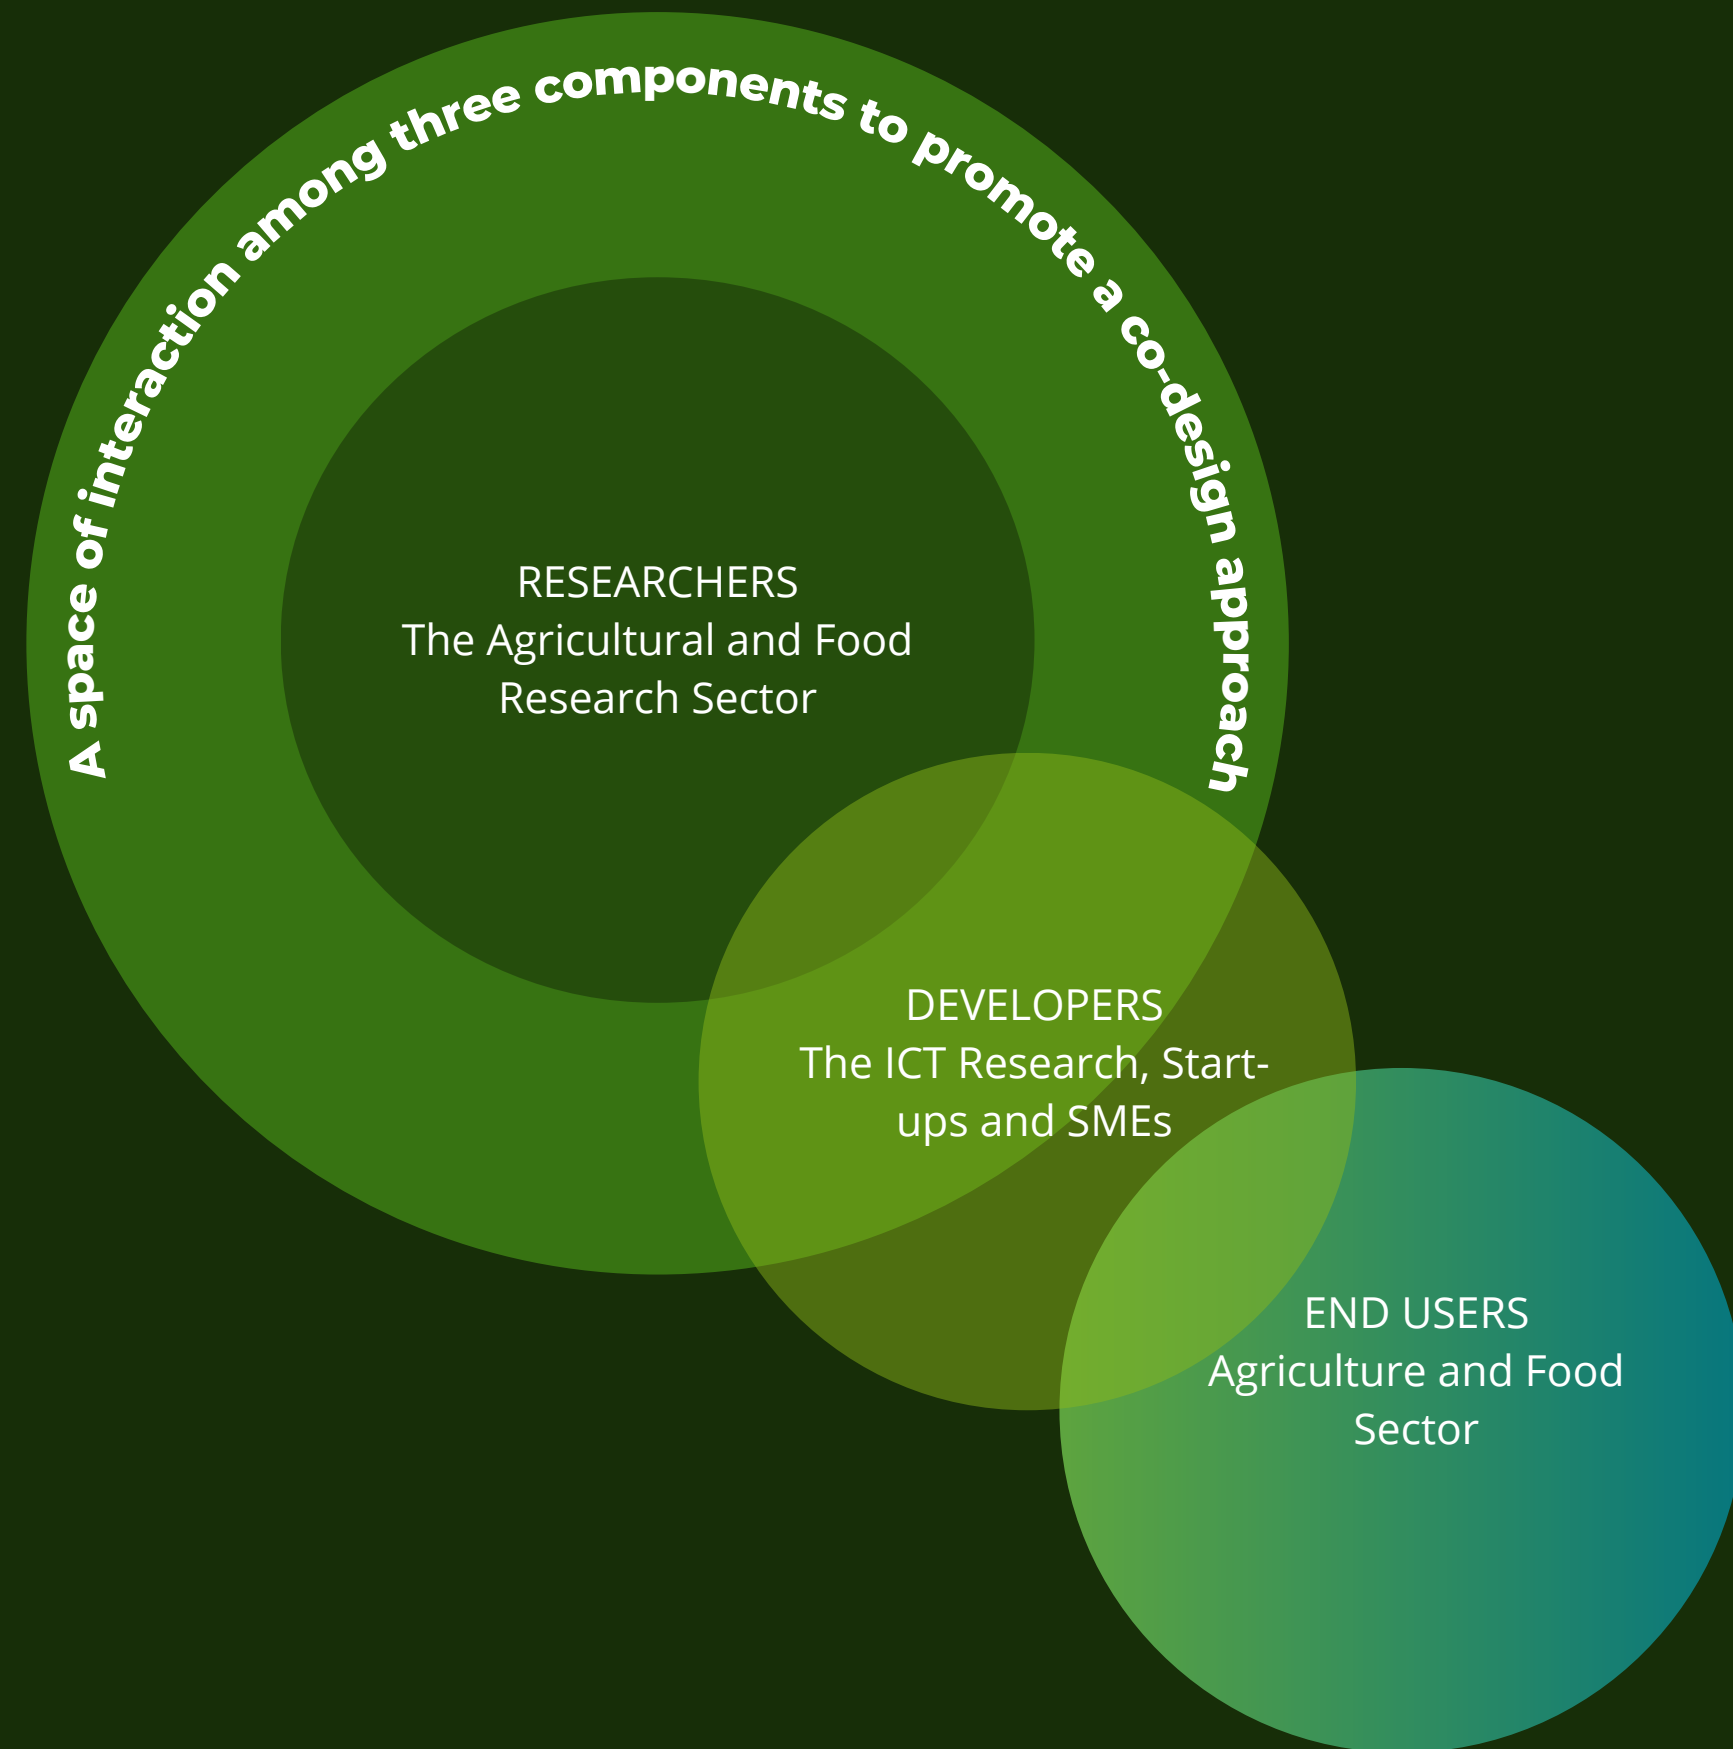 A space of interaction among three components to promote a co-design approach
RESEARCHERS
The Agricultural and Food
Research Sector
DEVELOPERS
The ICT Research, Start-
ups and SMEs
END USERS
Agriculture and Food
Sector